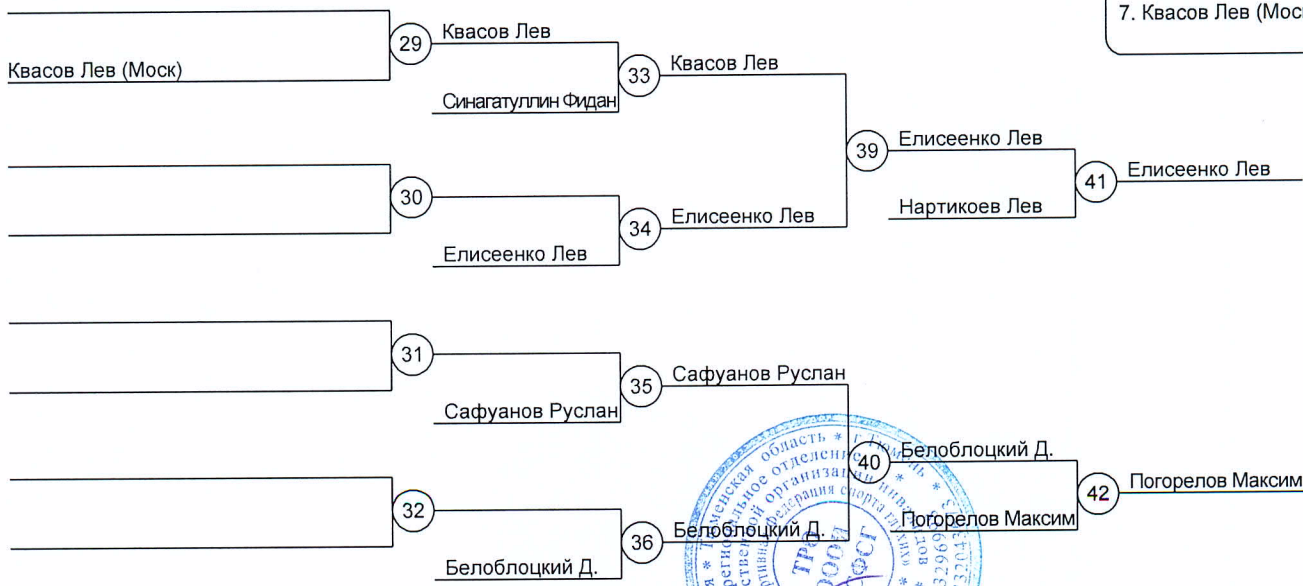 7. Квасов Лев
29
Квасов Лев
Квасов Лев (Моск)
33
Квасов Лев
Синагатуллин Фидан
39
Елисеенко Лев
30
41
Елисеенко Лев
34
Елисеенко Лев
Нартикоев Лев
Елисеенко Лев
31
35
Сафуанов Руслан
Сафуанов Руслан
40
Белоблоцкий Д.
42
Погорелов Максим
32
Погорелов Максим
36
Белоблоцкий Д.
Белоблоцкий Д.
область * г. Тюмень *